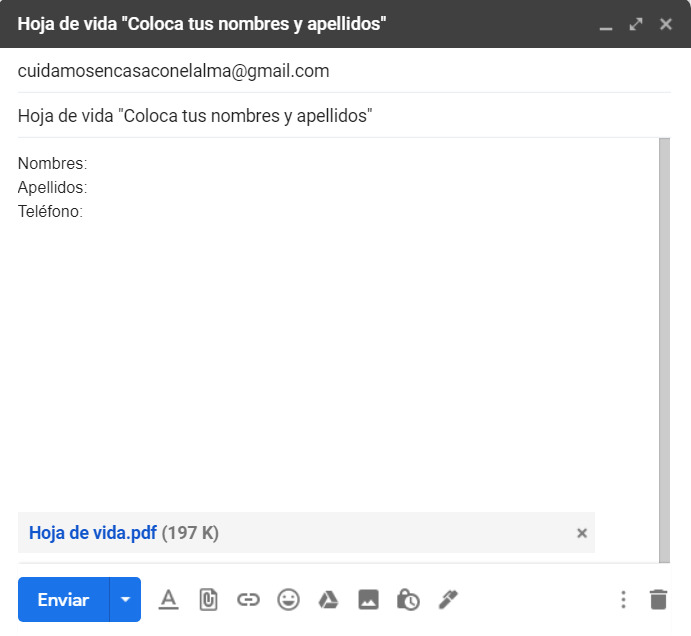 Hoja de vida "Coloca tus nombres y apellidos"
cuidamosencasaconelalma@gmail.com
Hoja de vida "Coloca tus nombres y apellidos"
Nombres:
Apellidos:
Teléfono:
Hoja de vida.pdf (197 K)
Enviar